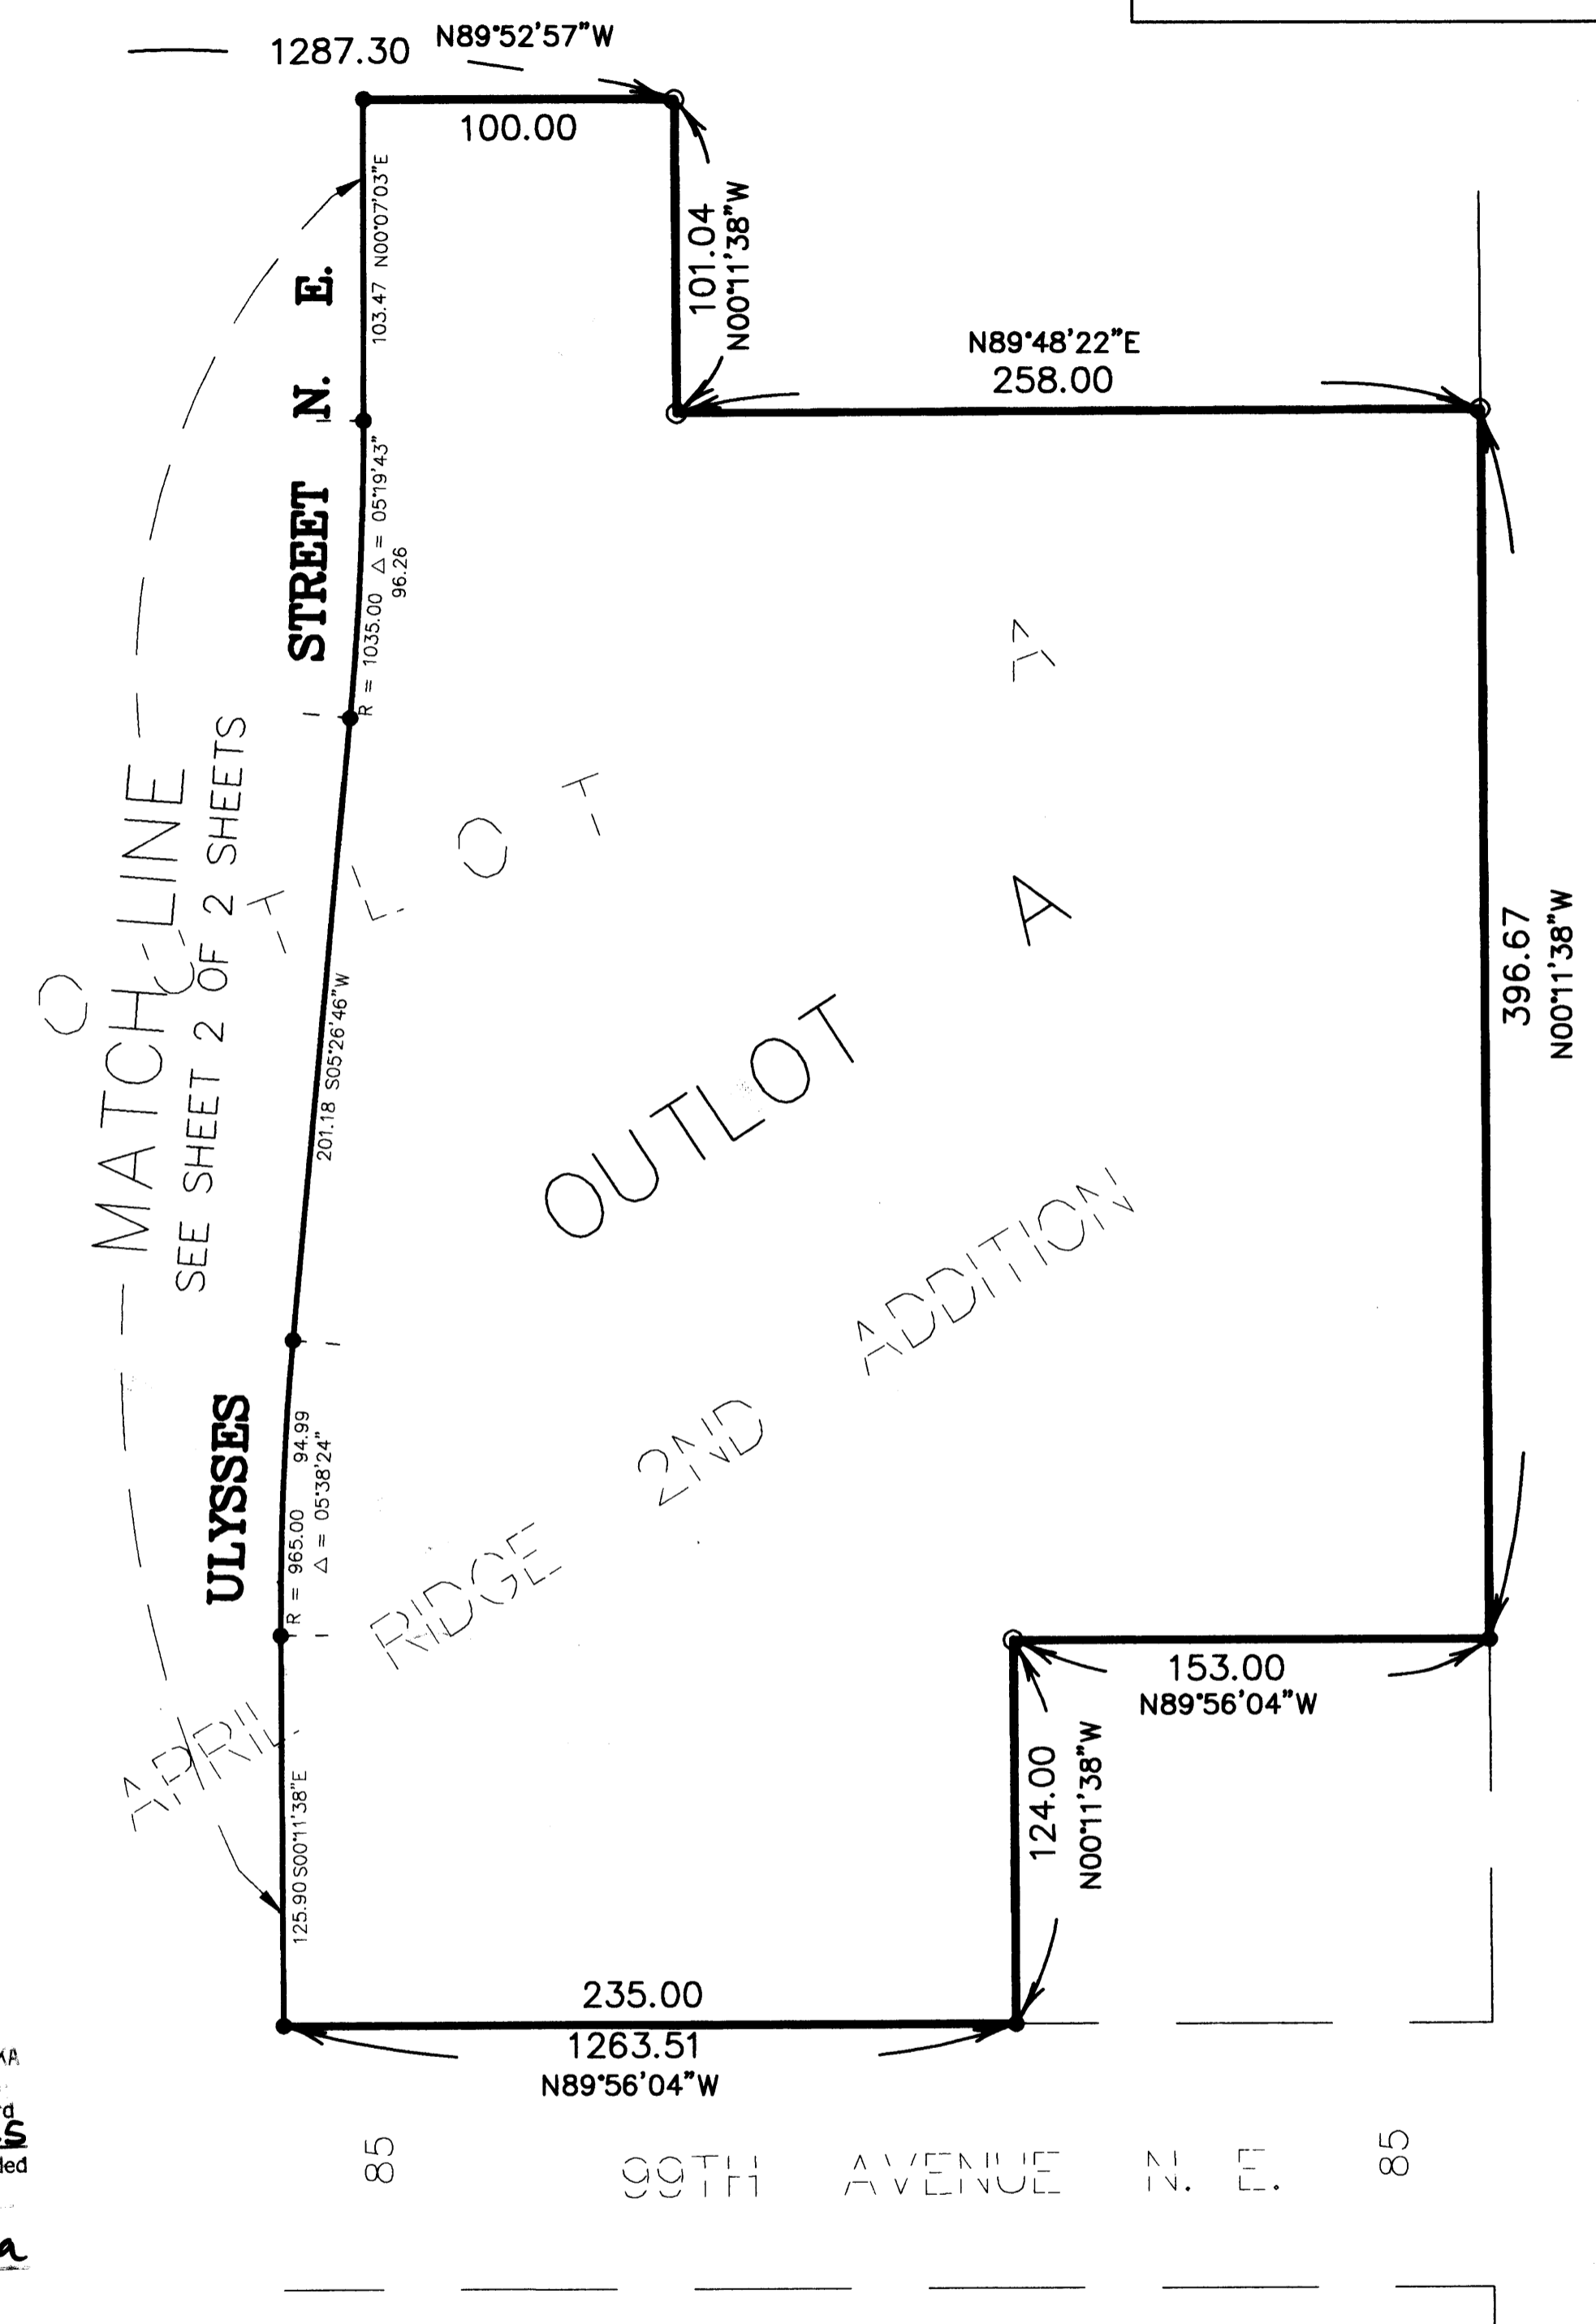 1287.30 N89°52'57"W
100.00
103.47 N00°07'03"E
101.04
N00°11'38"W
N89°48'22"E
258.00
ULYSSES STREET N. E.
R = 1035.00 Δ = 05°19'43"
96.26
MATCH LINE
SEE SHEET 2 OF 2 SHEETS
OUTLOT A
OUTLOT A
201.18 S05°26'46"W
396.67
N00°11'38"W
R = 965.00 94.99
Δ = 05°38'24"
APRIL RIDGE 2ND ADDITION
153.00
N89°56'04"W
124.00
N00°11'38"W
125.90 S00°11'38"E
235.00
1263.51
N89°56'04"W
85 99TH AVENUE N. E. 85